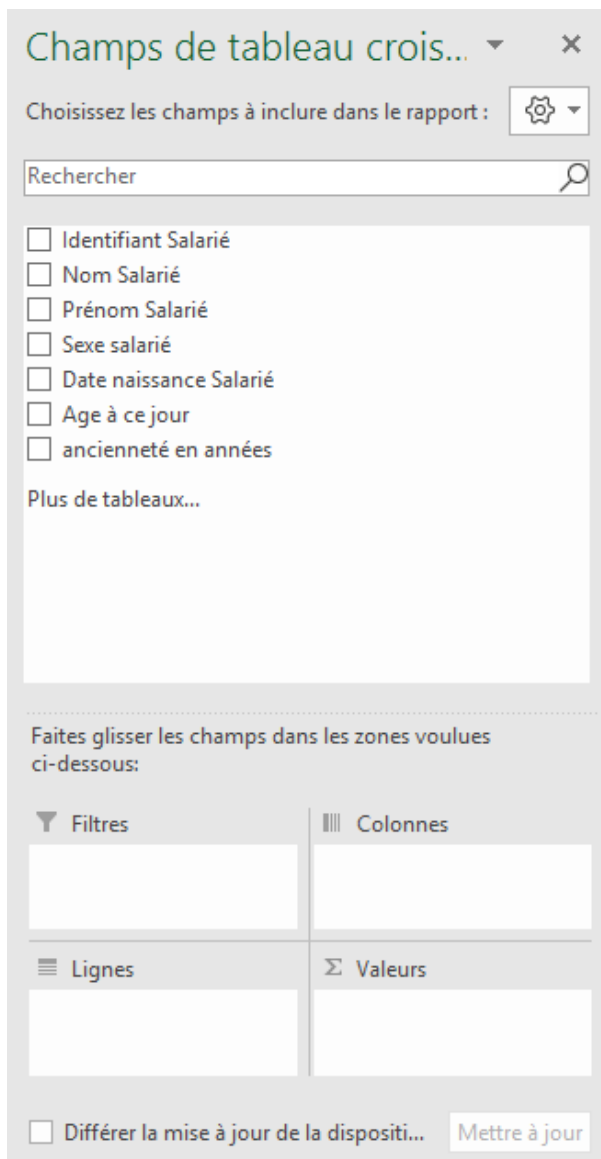 Champs de tableau crois...
Choisissez les champs à inclure dans le rapport :
Rechercher
Identifiant Salarié
Nom Salarié
Prénom Salarié
Sexe salarié
Date naissance Salarié
Age à ce jour
ancienneté en années
Plus de tableaux...
Faites glisser les champs dans les zones voulues
ci-dessous:
Filtres
Colonnes
Lignes
Σ Valeurs
Différer la mise à jour de la dispositi...
Mettre à jour